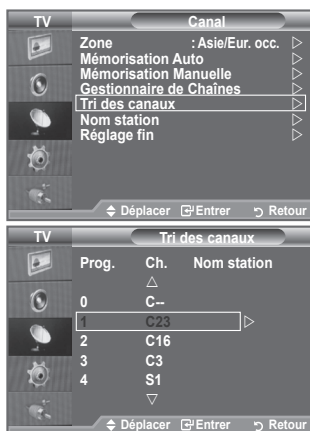 TV Canal
Zone : Asie/Eur. occ.
Mémorisation Auto
Mémorisation Manuelle
Gestionnaire de Chaînes
Tri des canaux
Nom station
Réglage fin
Déplacer Entrer Retour
TV Tri des canaux
Prog. Ch. Nom station
0 C--
1 C23
2 C16
3 C3
4 S1
Déplacer Entrer Retour